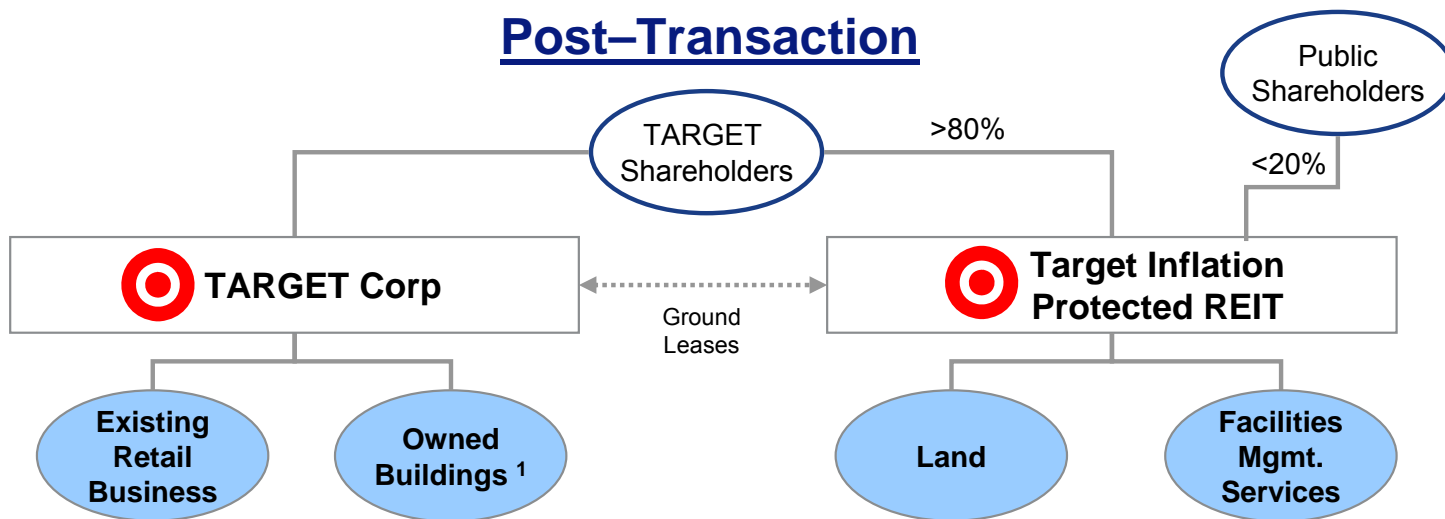 Post–Transaction
Public
Shareholders
TARGET
Shareholders
>80%
<20%
TARGET Corp
Ground
Leases
Target Inflation
Protected REIT
Existing
Retail
Business
Owned
Buildings ¹
Land
Facilities
Mgmt.
Services